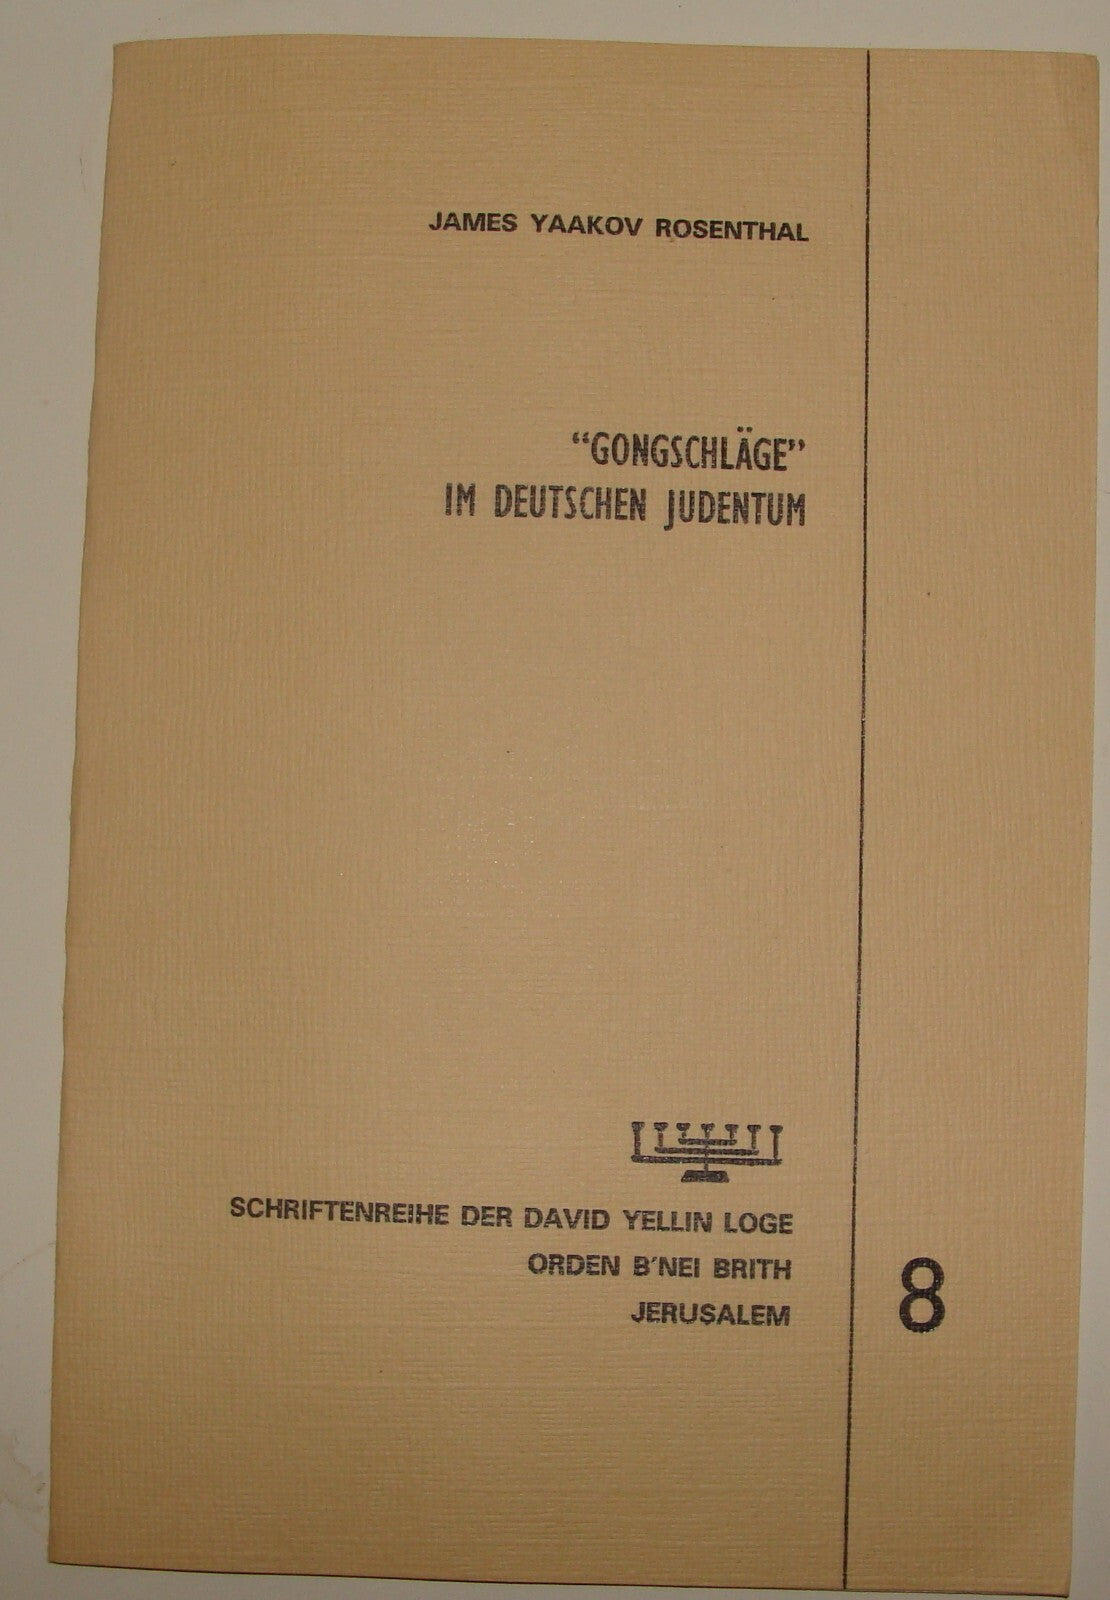 JAMES YAAKOV ROSENTHAL
“GONGSCHLÄGE”
IM DEUTSCHEN JUDENTUM
SCHRIFTENREIHE DER DAVID YELLIN LOGE
ORDEN B'NEI BRITH
JERUSALEM
8